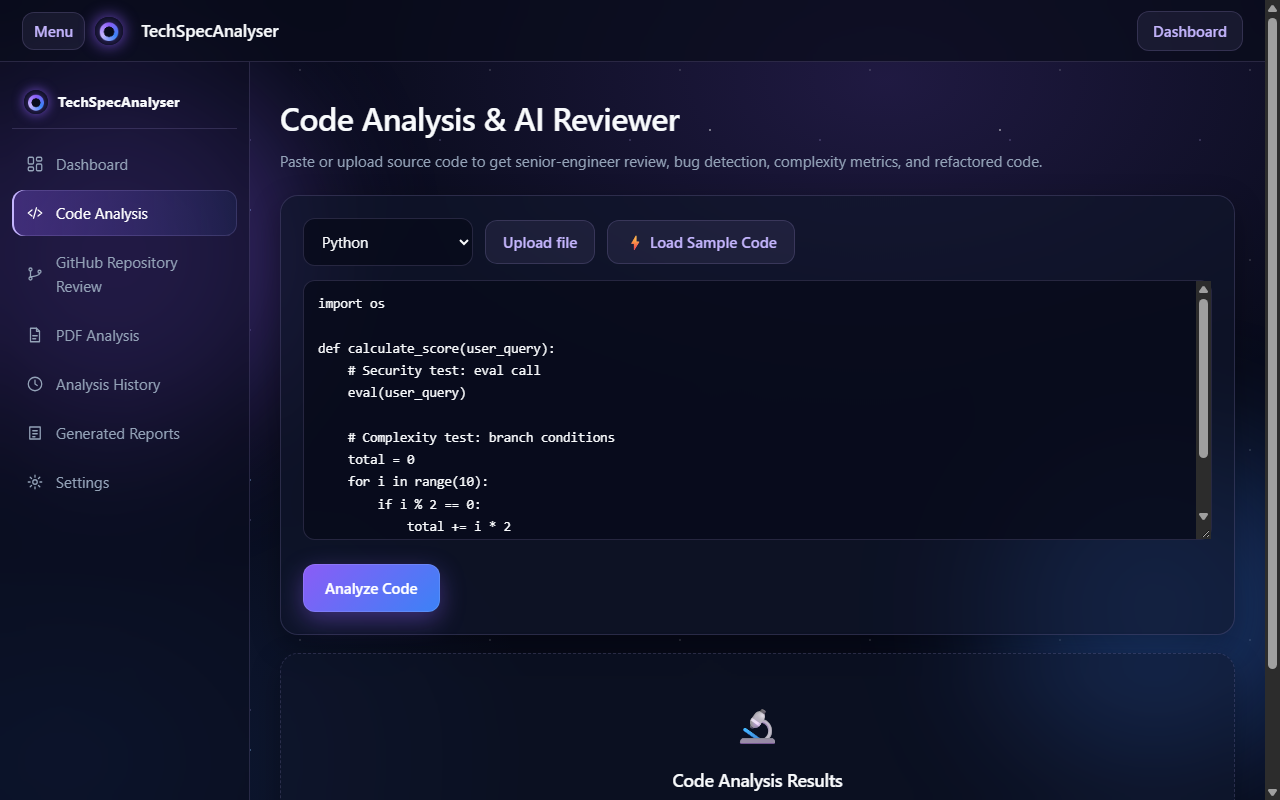 Menu
TechSpecAnalyser
Dashboard
TechSpecAnalyser
Dashboard
Code Analysis
GitHub Repository
Review
PDF Analysis
Analysis History
Generated Reports
Settings
Code Analysis & AI Reviewer
Paste or upload source code to get senior-engineer review, bug detection, complexity metrics, and refactored code.
Python
Upload file
Load Sample Code
import os
def calculate_score(user_query):
    # Security test: eval call
    eval(user_query)
    # Complexity test: branch conditions
    total = 0
    for i in range(10):
        if i % 2 == 0:
            total += i * 2
Analyze Code
Code Analysis Results